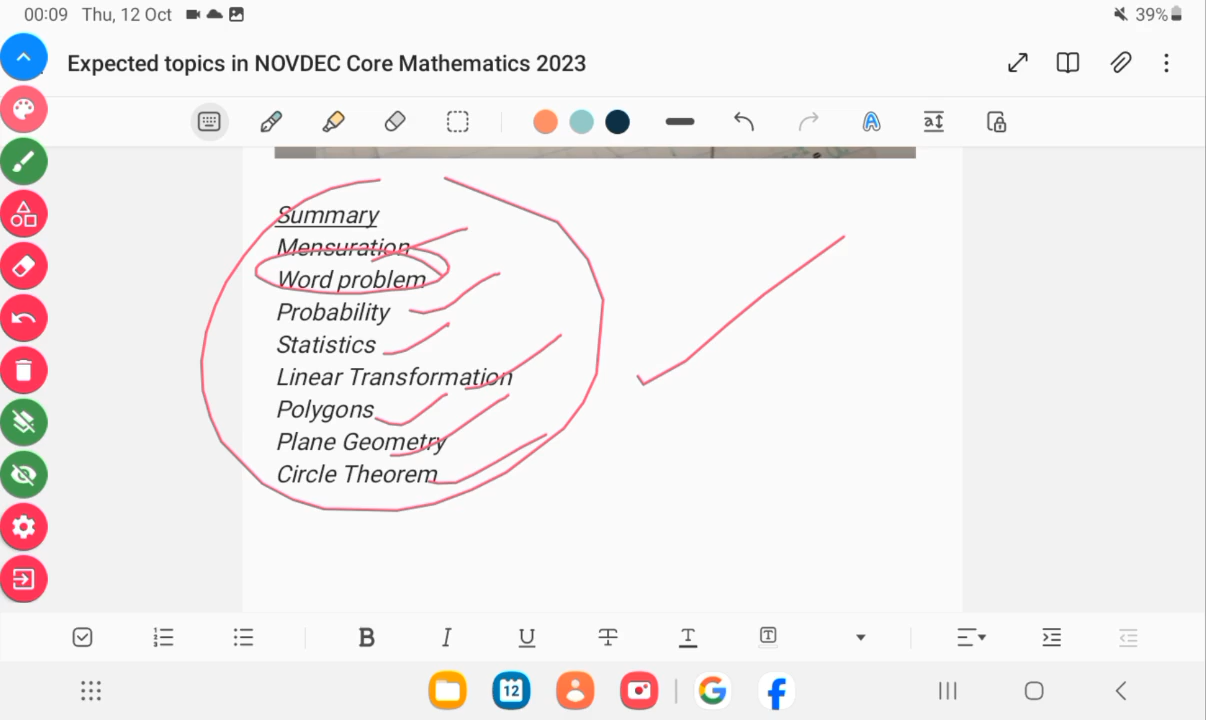 00:09 Thu, 12 Oct
39%
Expected topics in NOVDEC Core Mathematics 2023
Summary
Mensuration
Word problem
Probability
Statistics
Linear Transformation
Polygons
Plane Geometry
Circle Theorem
B I U T T T
12 G f